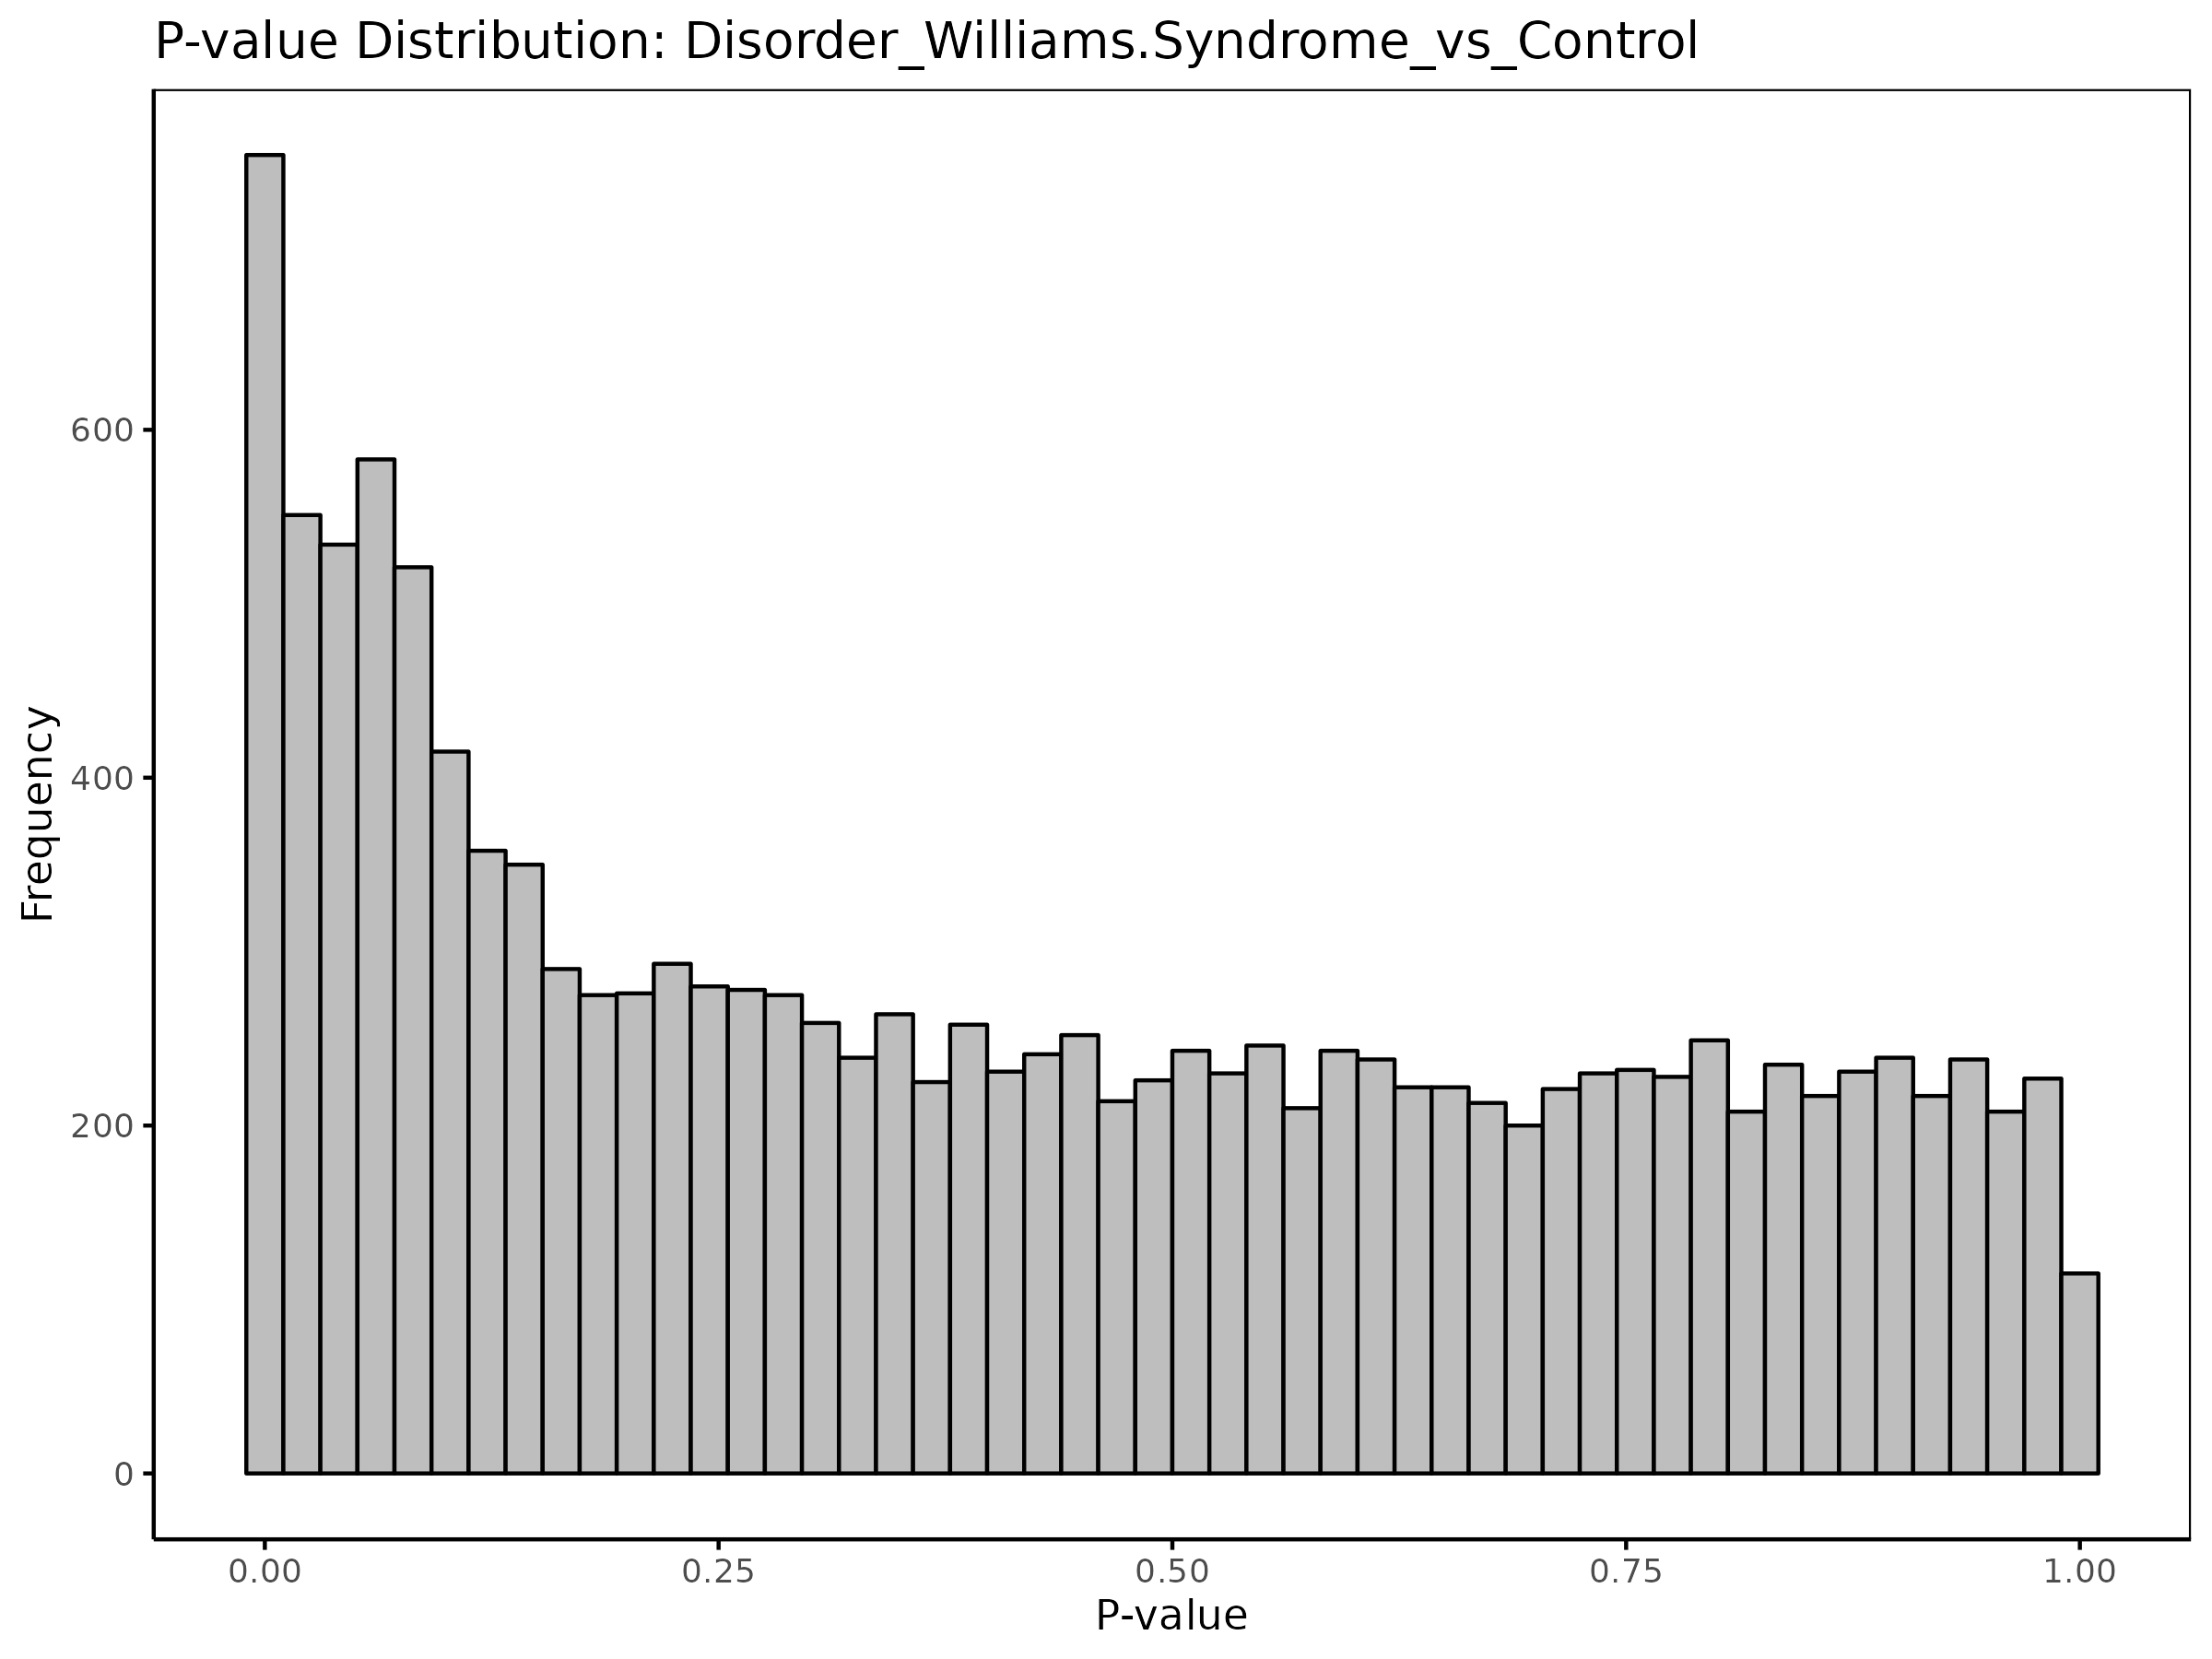 P-value Distribution: Disorder_Williams.Syndrome_vs_Control
Frequency
600
400
200
0
0.00 0.25 0.50 0.75 1.00
P-value